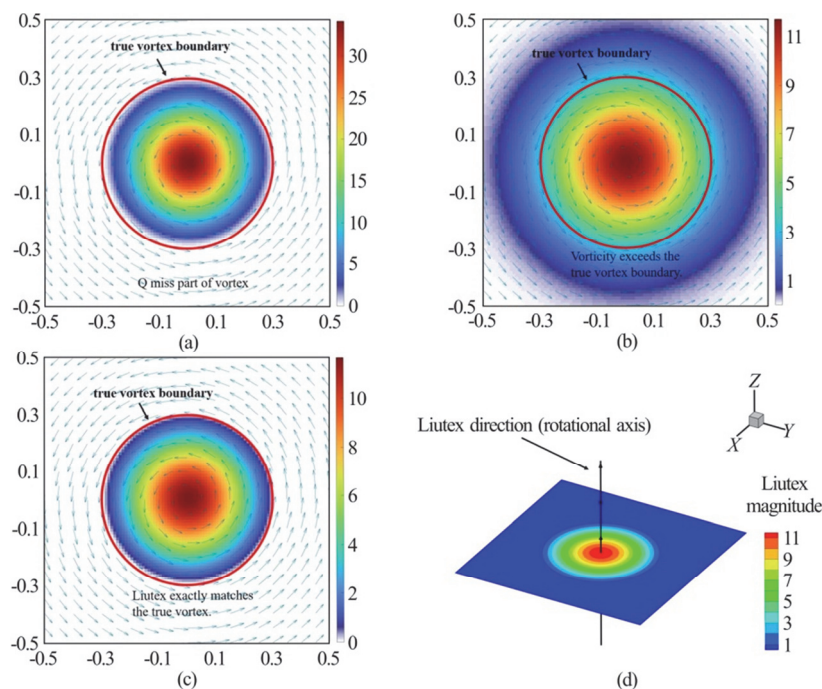 0.5
true vortex boundary
0.3
0.1
-0.1
-0.3
Q miss part of vortex
-0.5
-0.5 -0.3 -0.1 0.1 0.3 0.5
30
25
20
15
10
5
0
(a)
0.5
true vortex boundary
0.3
0.1
-0.1
-0.3
Vorticity exceeds the
true vortex boundary.
-0.5
-0.5 -0.3 -0.1 0.1 0.3 0.5
11
9
7
5
3
1
(b)
0.5
true vortex boundary
0.3
0.1
-0.1
-0.3
Liutex exactly matches
the true vortex.
-0.5
-0.5 -0.3 -0.1 0.1 0.3 0.5
10
8
6
4
2
0
(c)
Z
X
Y
Liutex direction (rotational axis)
Liutex
magnitude
11
9
7
5
3
1
(d)